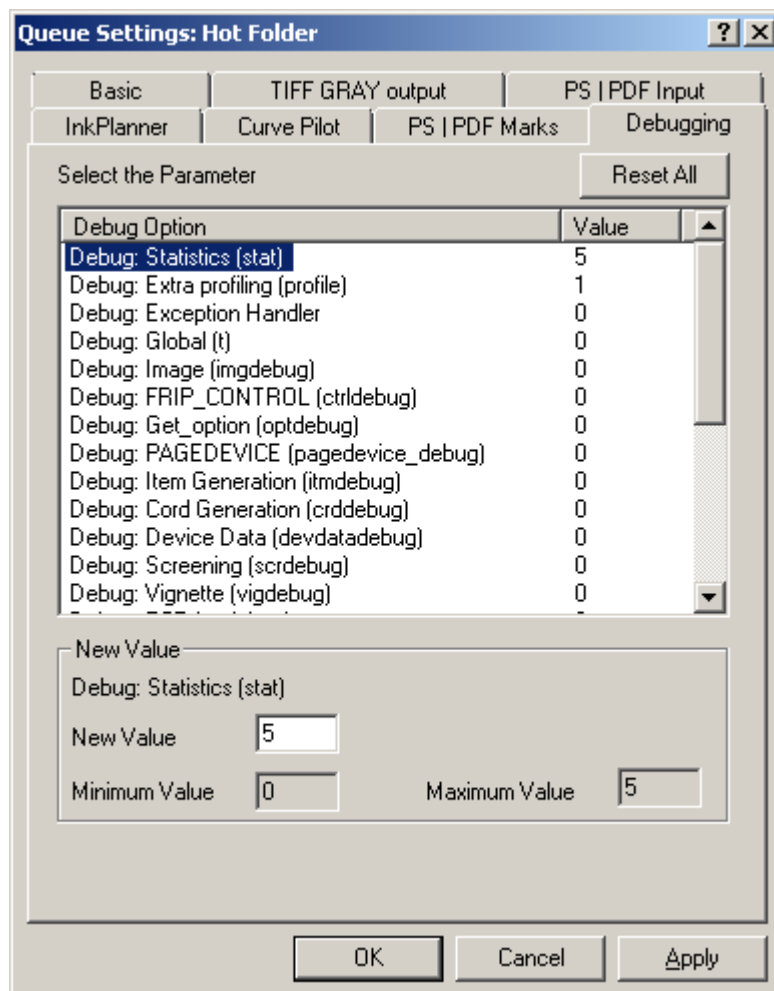 Queue Settings: Hot Folder
Basic TIFF GRAY output PS | PDF Input
InkPlanner Curve Pilot PS | PDF Marks Debugging
Select the Parameter Reset All
Debug Option Value
Debug: Statistics (stat) 5
Debug: Extra profiling (profile) 1
Debug: Exception Handler 0
Debug: Global (t) 0
Debug: Image (imgdebug) 0
Debug: FRIP_CONTROL (ctrldebug) 0
Debug: Get_option (optdebug) 0
Debug: PAGEDEVICE (pagedevice_debug) 0
Debug: Item Generation (itmdebug) 0
Debug: Cord Generation (crddebug) 0
Debug: Device Data (devdatadebug) 0
Debug: Screening (scrdebug) 0
Debug: Vignette (vigdebug) 0
New Value
Debug: Statistics (stat)
New Value 5
Minimum Value 0 Maximum Value 5
OK Cancel Apply